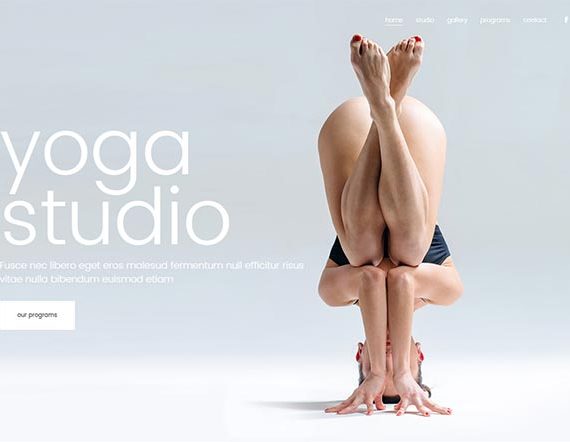 home studio gallery programs contact f
yoga
studio
Fusce nec libero eget eros malesud fermentum null efficitur risus
vitae nulla bibendum euismod etiam
our programs